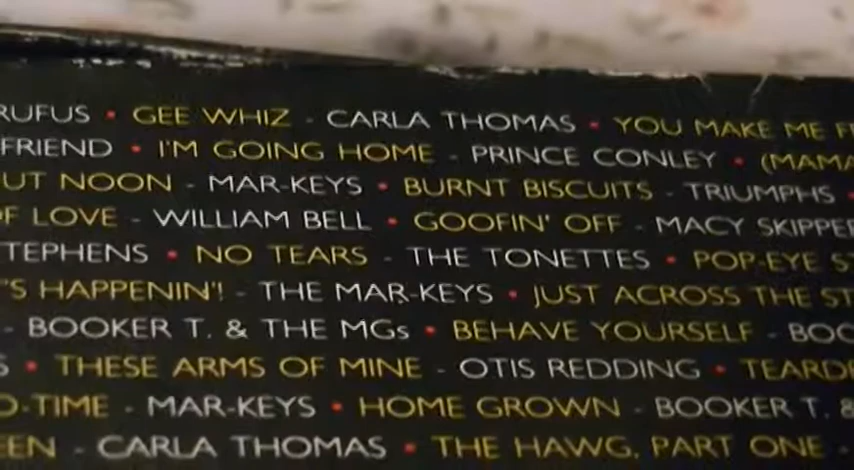 RUFUS • GEE WHIZ - CARLA THOMAS • YOU MAKE ME F
FRIEND • I'M GOING HOME - PRINCE CONLEY • (MAMA
UT NOON - MAR-KEYS • BURNT BISCUITS - TRIUMPHS •
OF LOVE - WILLIAM BELL • GOOFIN' OFF - MACY SKIPPE
TEPHENS • NO TEARS - THE TONETTES • POP-EYE S
'S HAPPENIN'! - THE MAR-KEYS • JUST ACROSS THE ST
- BOOKER T. & THE MGs • BEHAVE YOURSELF - BOO
S • THESE ARMS OF MINE - OTIS REDDING • TEARD
O-TIME - MAR-KEYS • HOME GROWN - BOOKER T. &
EEN - CARLA THOMAS • THE HAWG, PART ONE -